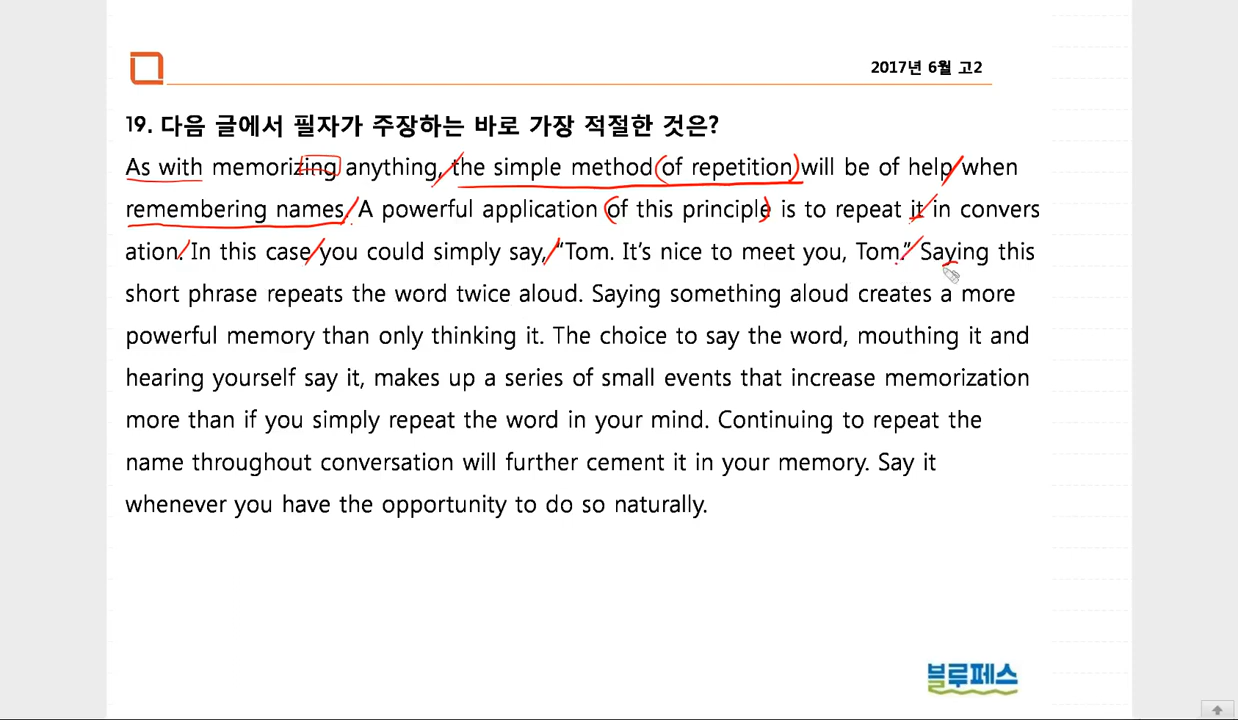 2017년 6월 고2
19. 다음 글에서 필자가 주장하는 바로 가장 적절한 것은?
As with memorizing anything, the simple method of repetition will be of help when
remembering names. A powerful application of this principle is to repeat it in convers
ation. In this case you could simply say, “Tom. It’s nice to meet you, Tom.” Saying this
short phrase repeats the word twice aloud. Saying something aloud creates a more
powerful memory than only thinking it. The choice to say the word, mouthing it and
hearing yourself say it, makes up a series of small events that increase memorization
more than if you simply repeat the word in your mind. Continuing to repeat the
name throughout conversation will further cement it in your memory. Say it
whenever you have the opportunity to do so naturally.
블루페스